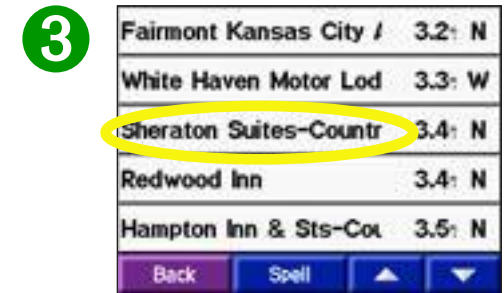 3
Fairmont Kansas City A 3.2 N
White Haven Motor Lod 3.3 W
Sheraton Suites-Countr 3.4 N
Redwood Inn 3.4 N
Hampton Inn & Sts-Cou 3.5 N
Back Spell